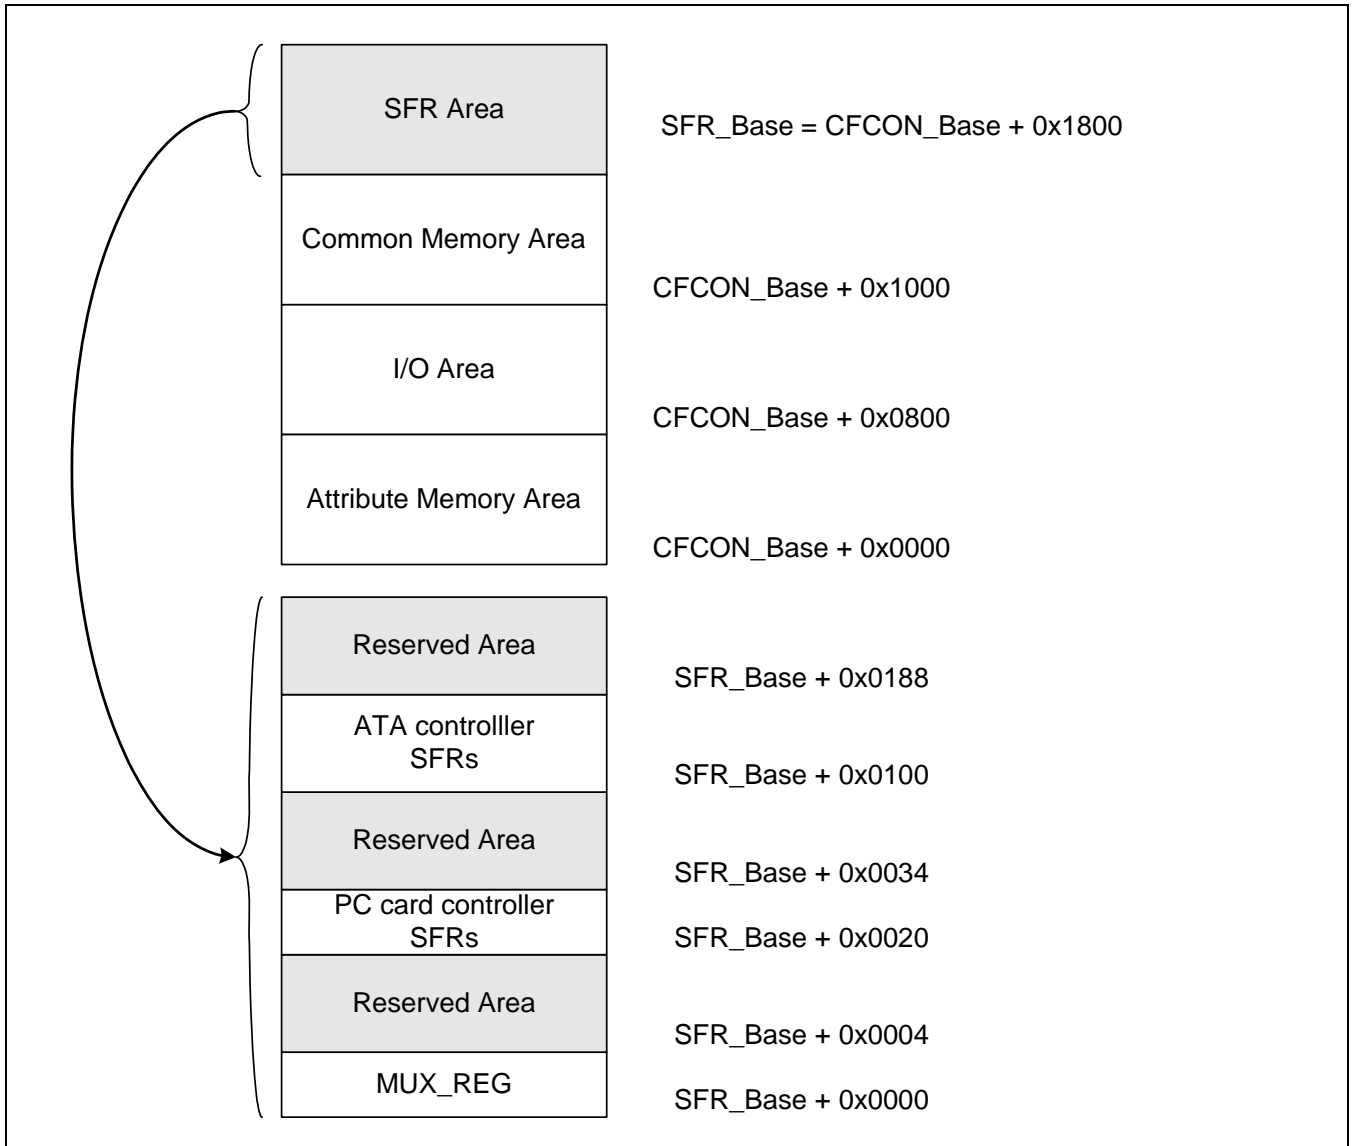 SFR Area
SFR_Base = CFCON_Base + 0x1800
Common Memory Area
CFCON_Base + 0x1000
I/O Area
CFCON_Base + 0x0800
Attribute Memory Area
CFCON_Base + 0x0000
Reserved Area
SFR_Base + 0x0188
ATA controlller
SFRs
SFR_Base + 0x0100
Reserved Area
SFR_Base + 0x0034
PC card controller
SFRs
SFR_Base + 0x0020
Reserved Area
SFR_Base + 0x0004
MUX_REG
SFR_Base + 0x0000